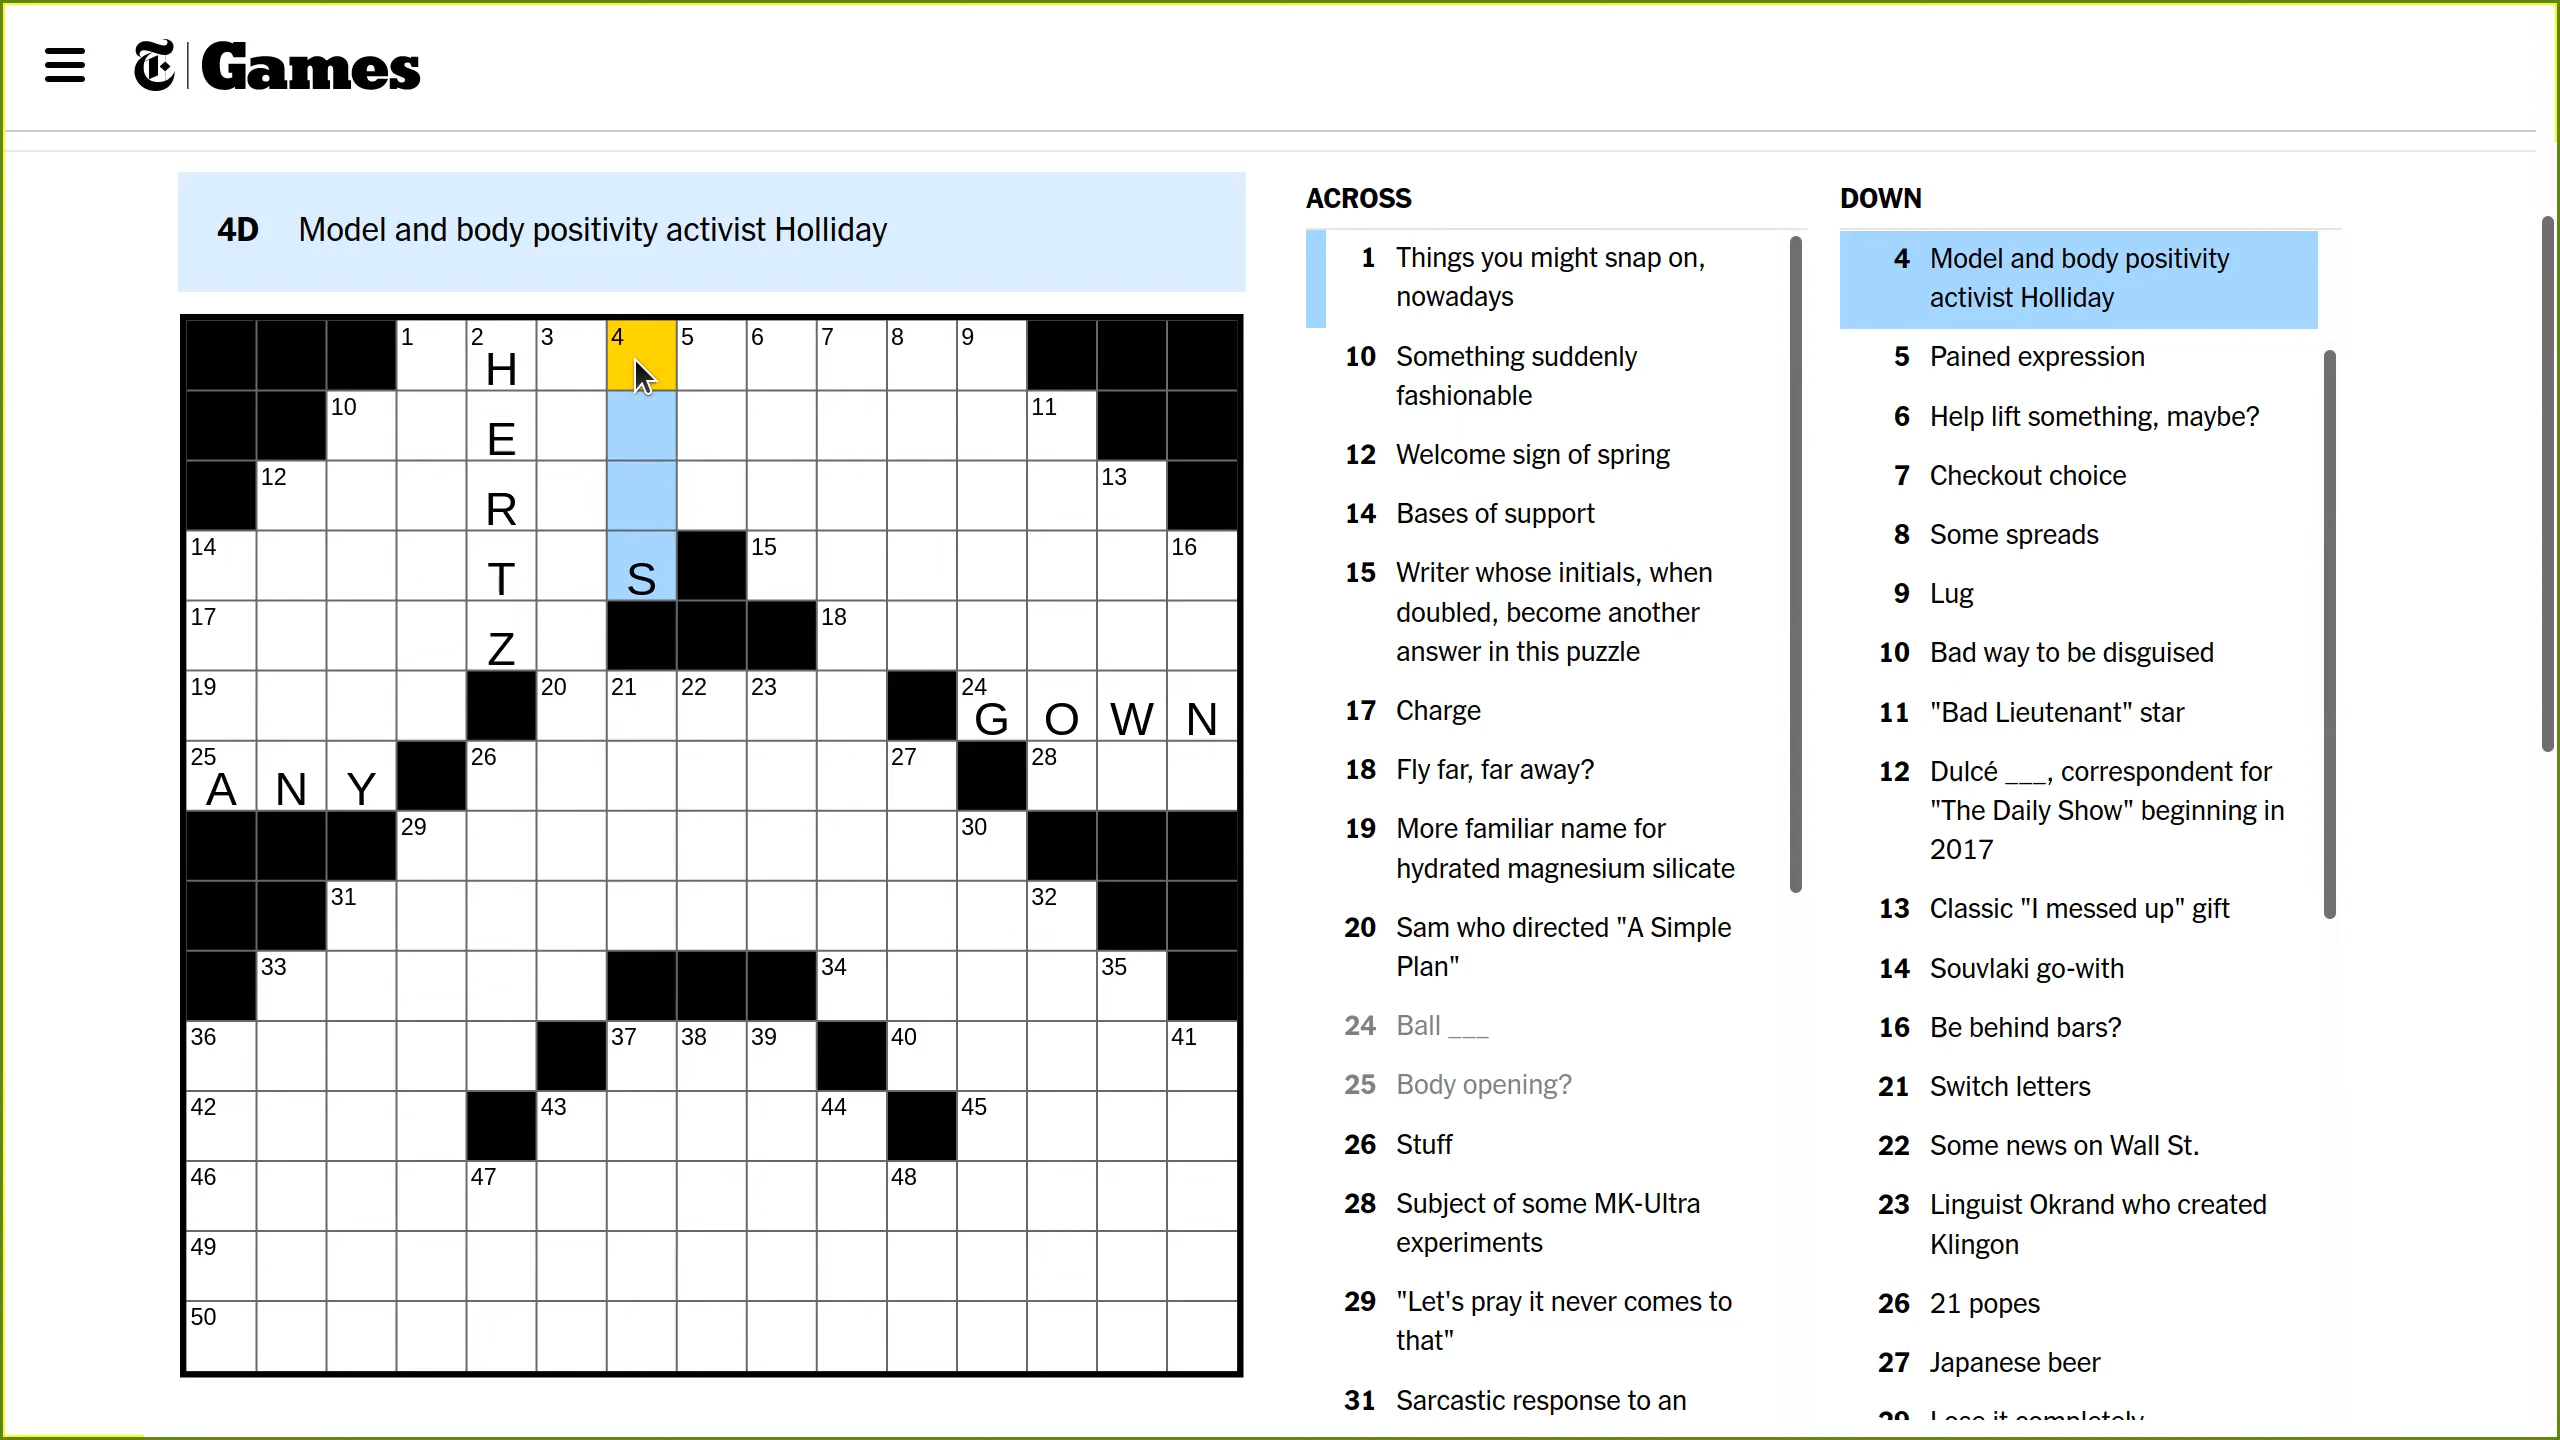 T | Games
4D Model and body positivity activist Holliday
1 2 3 4 5 6 7 8 9
H
10 11
E
12 13
R
14 15 16
T S
17 18
Z
19 20 21 22 23 24
G O W N
25 26 27 28
A N Y
29 30
31 32
33 34 35
36 37 38 39 40 41
42 43 44 45
46 47 48
49
50
ACROSS
1 Things you might snap on,
nowadays
10 Something suddenly
fashionable
12 Welcome sign of spring
14 Bases of support
15 Writer whose initials, when
doubled, become another
answer in this puzzle
17 Charge
18 Fly far, far away?
19 More familiar name for
hydrated magnesium silicate
20 Sam who directed "A Simple
Plan"
24 Ball ___
25 Body opening?
26 Stuff
28 Subject of some MK-Ultra
experiments
29 "Let's pray it never comes to
that"
31 Sarcastic response to an
DOWN
4 Model and body positivity
activist Holliday
5 Pained expression
6 Help lift something, maybe?
7 Checkout choice
8 Some spreads
9 Lug
10 Bad way to be disguised
11 "Bad Lieutenant" star
12 Dulcé ___, correspondent for
"The Daily Show" beginning in
2017
13 Classic "I messed up" gift
14 Souvlaki go-with
16 Be behind bars?
21 Switch letters
22 Some news on Wall St.
23 Linguist Okrand who created
Klingon
26 21 popes
27 Japanese beer
29 Lose it completely